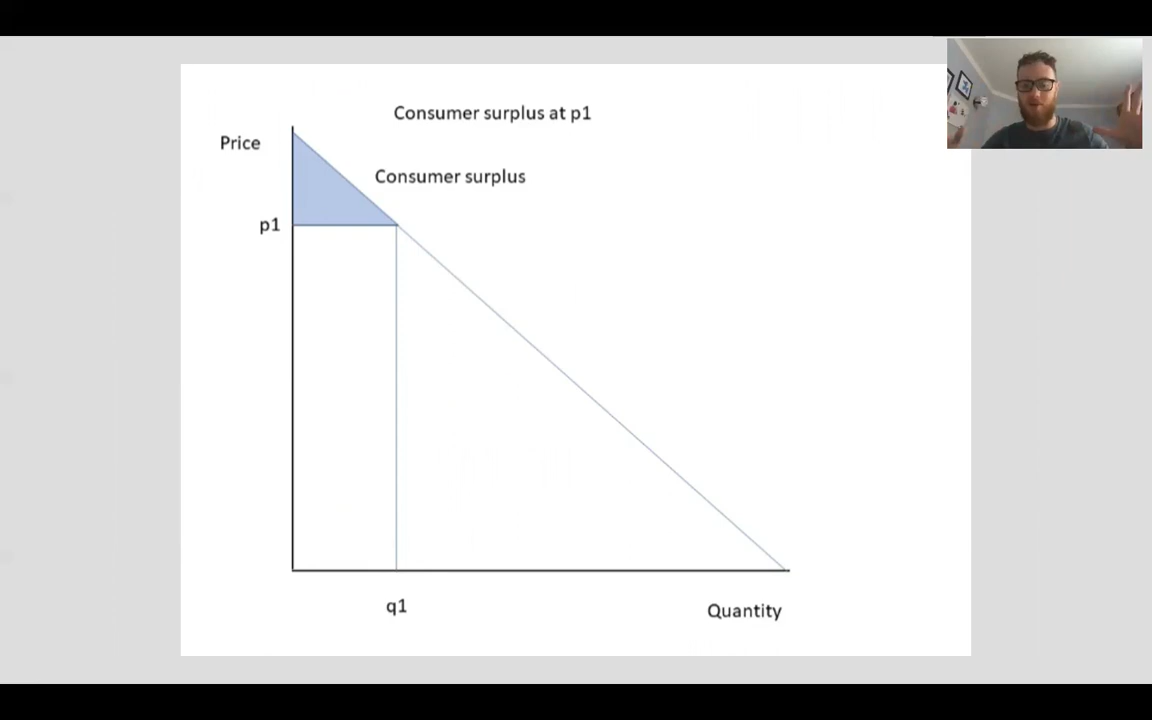 Consumer surplus at p1
Price
Consumer surplus
p1
q1
Quantity